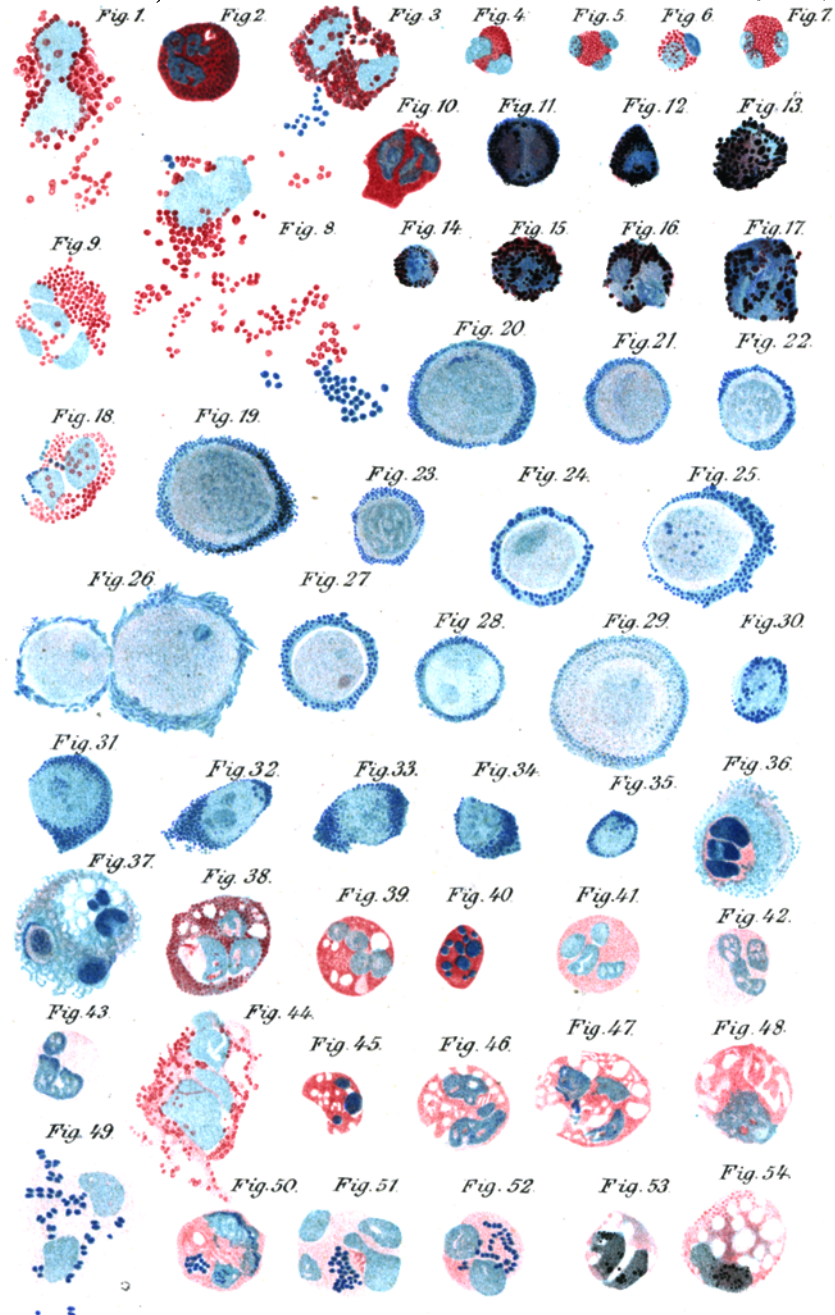 Fig. 1.
Fig. 2.
Fig. 3
Fig. 4.
Fig. 5.
Fig. 6
Fig. 7.
Fig. 10.
Fig. 11.
Fig. 12
Fig. 13
Fig. 8.
Fig. 9.
Fig. 14.
Fig. 15.
Fig. 16.
Fig. 17
Fig. 20.
Fig. 21.
Fig. 22.
Fig. 18.
Fig. 19.
Fig. 23.
Fig. 24.
Fig. 25.
Fig. 26
Fig. 27
Fig 28.
Fig. 29.
Fig. 30.
Fig. 31
Fig. 32.
Fig. 33.
Fig. 34.
Fig. 35.
Fig. 36.
Fig. 37.
Fig. 38.
Fig. 39.
Fig. 40.
Fig. 41.
Fig. 42.
Fig. 43.
Fig. 44.
Fig. 45.
Fig. 46.
Fig. 47.
Fig. 48.
Fig. 49.
Fig. 50.
Fig. 51.
Fig. 52.
Fig. 53.
Fig. 54.